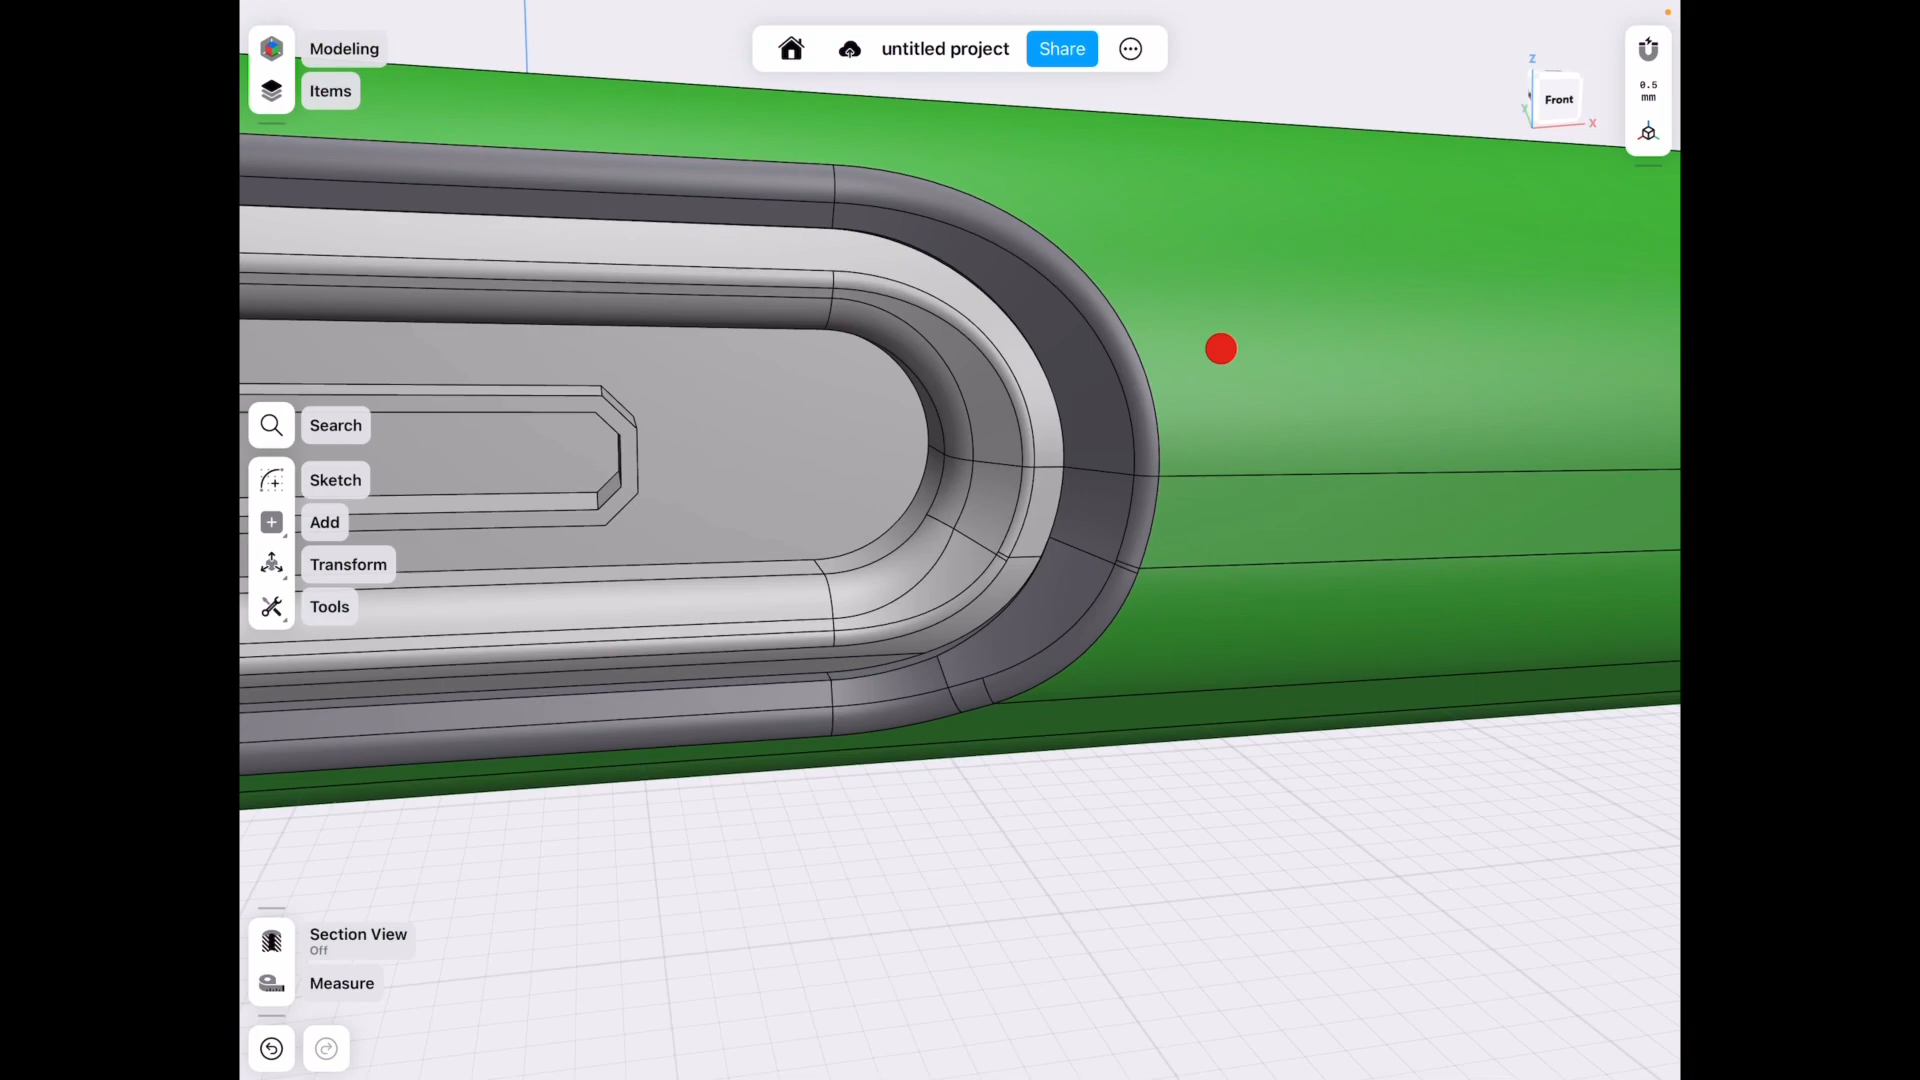 Modeling
Items
untitled project
Share
Z
Front
Y
X
0.5
mm
Search
Sketch
Add
Transform
Tools
Section View
Off
Measure